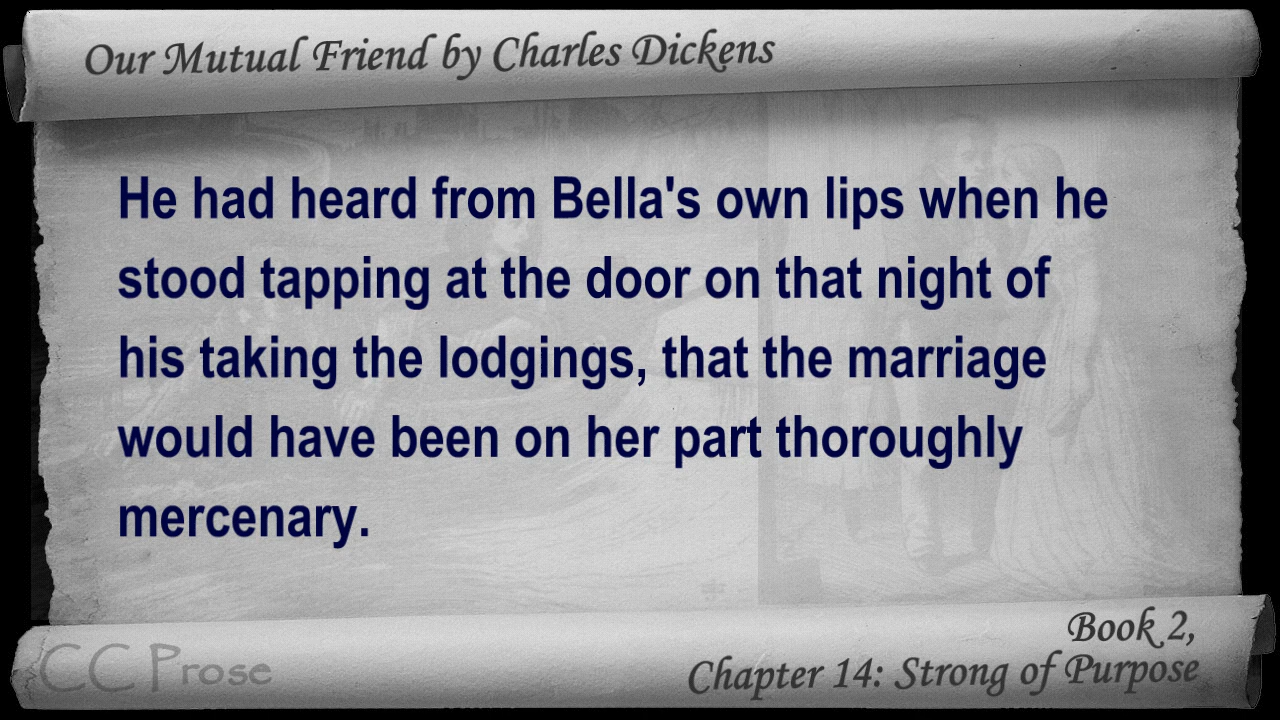 Our Mutual Friend by Charles Dickens
He had heard from Bella's own lips when he
stood tapping at the door on that night of
his taking the lodgings, that the marriage
would have been on her part thoroughly
mercenary.
Book 2,
Chapter 14: Strong of Purpose
CC Prose